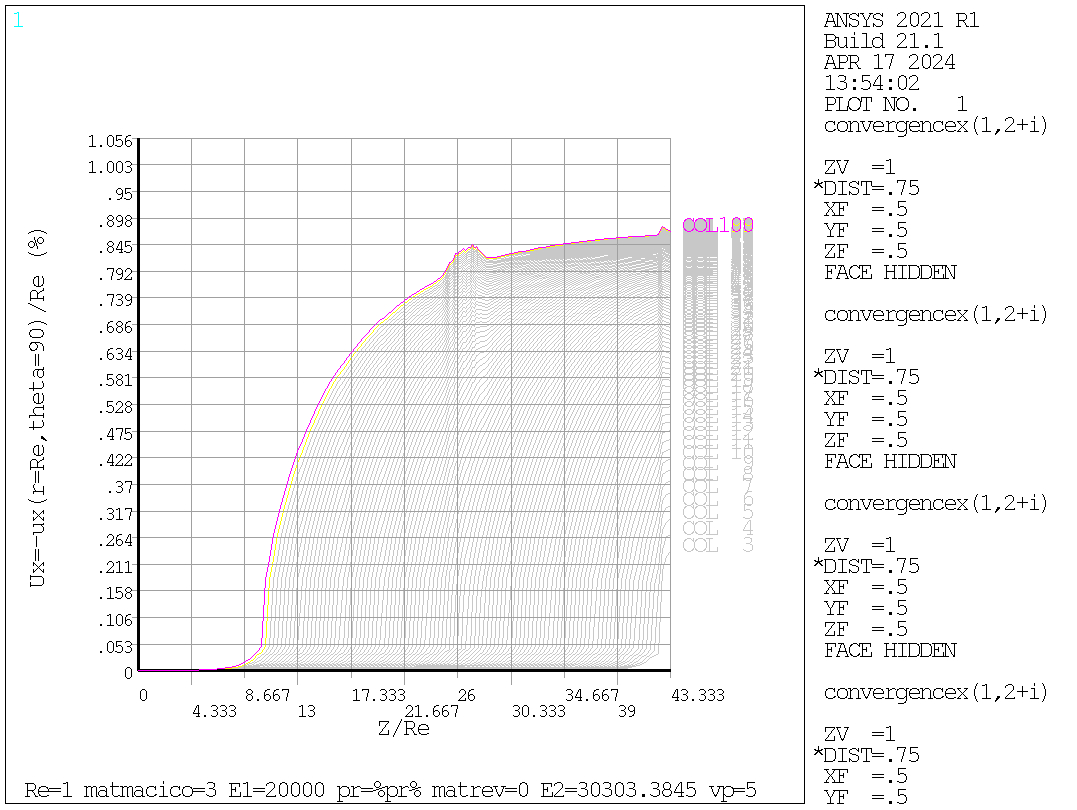 1
ANSYS 2021 R1
Build 21.1
APR 17 2024
13:54:02
PLOT NO.   1
convergencex(1,2+i)
ZV  =1
*DIST=.75
XF  =.5
YF  =.5
ZF  =.5
FACE HIDDEN
convergencex(1,2+i)
ZV  =1
*DIST=.75
XF  =.5
YF  =.5
ZF  =.5
FACE HIDDEN
convergencex(1,2+i)
ZV  =1
*DIST=.75
XF  =.5
YF  =.5
ZF  =.5
FACE HIDDEN
convergencex(1,2+i)
ZV  =1
*DIST=.75
XF  =.5
YF  =.5
Ux=-ux(r=Re,theta=90)/Re (%)
1.056
1.003
.95
.898
.845
.792
.739
.686
.634
.581
.528
.475
.422
.37
.317
.264
.211
.158
.106
.053
0
COL100
COL  8
COL  7
COL  6
COL  5
COL  4
COL  3
0 8.667 17.333 26 34.667 43.333
4.333 13 21.667 30.333 39
Z/Re
Re=1 matmacico=3 E1=20000 pr=%pr% matrev=0 E2=30303.3845 vp=5